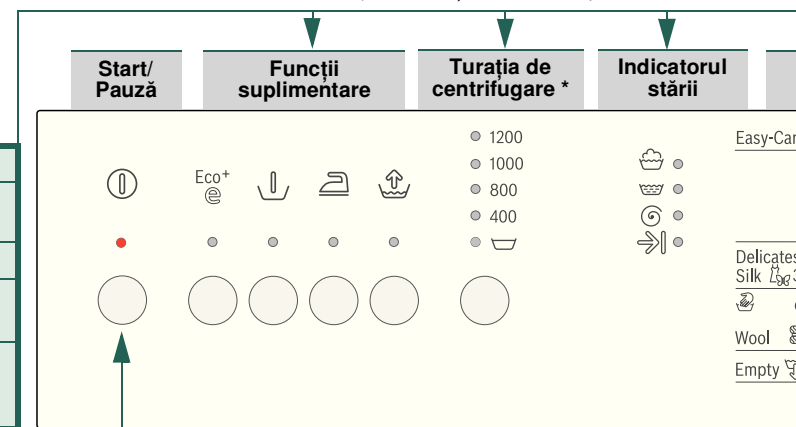 Start/
Pauză
Funcții
suplimentare
Turația de
centrifugare *
Indicatorul
stării
Eco+
e
1200
1000
800
400
Easy-Car
Delicates
Silk
Wool
Empty